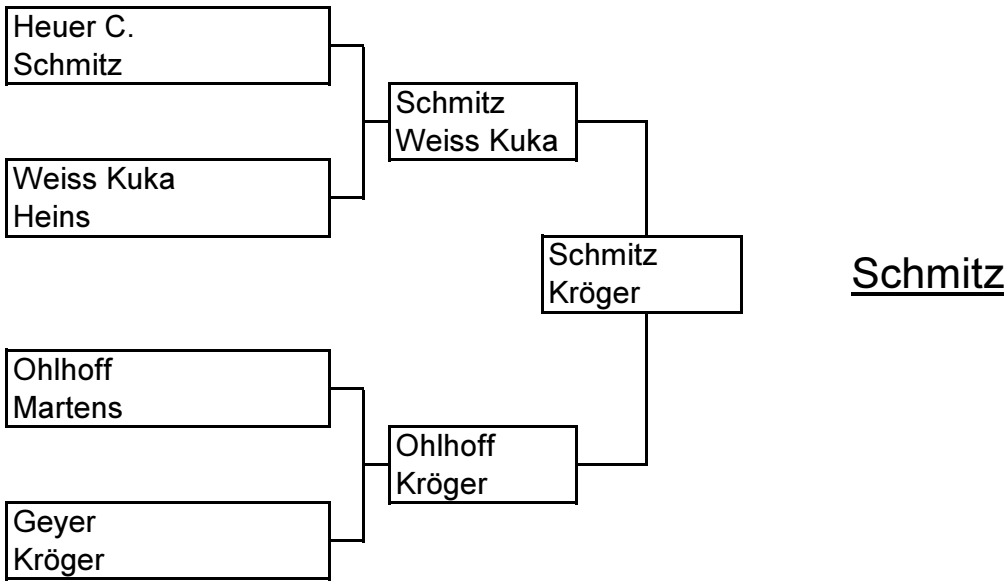 Heuer C.
Schmitz
Schmitz
Weiss Kuka
Weiss Kuka
Heins
Schmitz
Kröger
Schmitz
Ohlhoff
Martens
Ohlhoff
Kröger
Geyer
Kröger